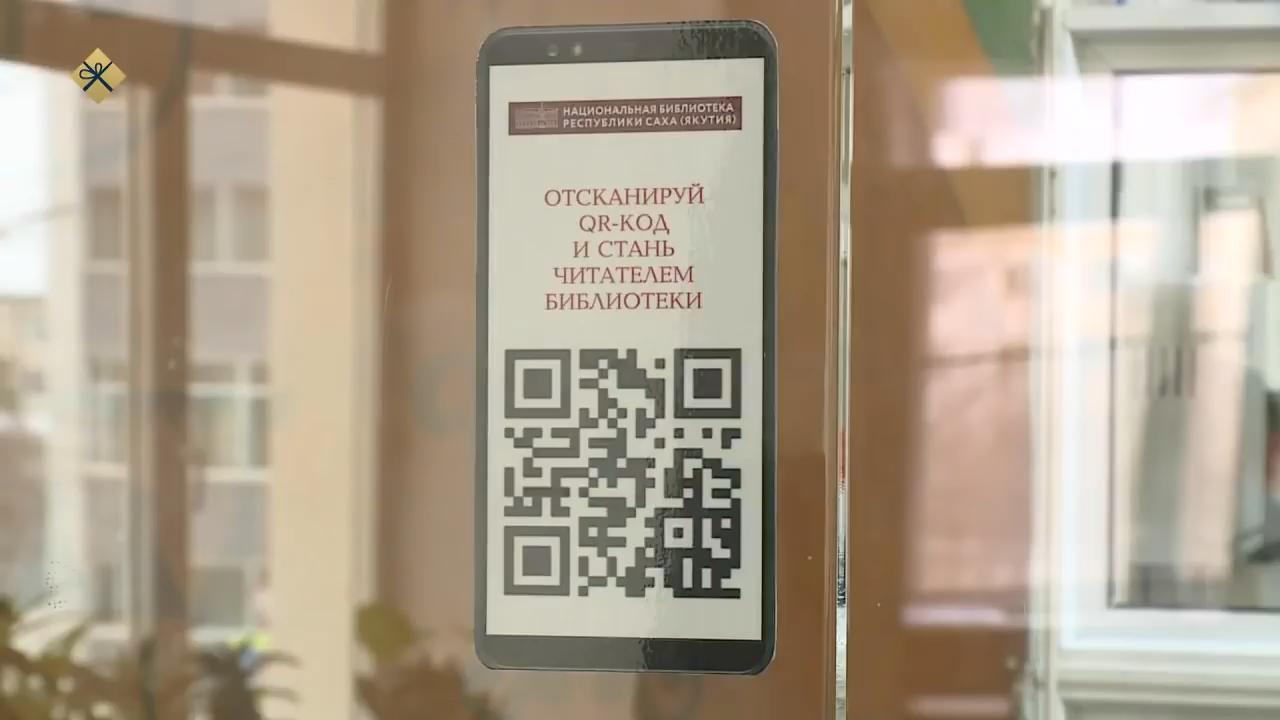 НАЦИОНАЛЬНАЯ БИБЛИОТЕКА
РЕСПУБЛИКИ САХА (ЯКУТИЯ)
ОТСКАНИРУЙ
QR-КОД
И СТАНЬ
ЧИТАТЕЛЕМ
БИБЛИОТЕКИ